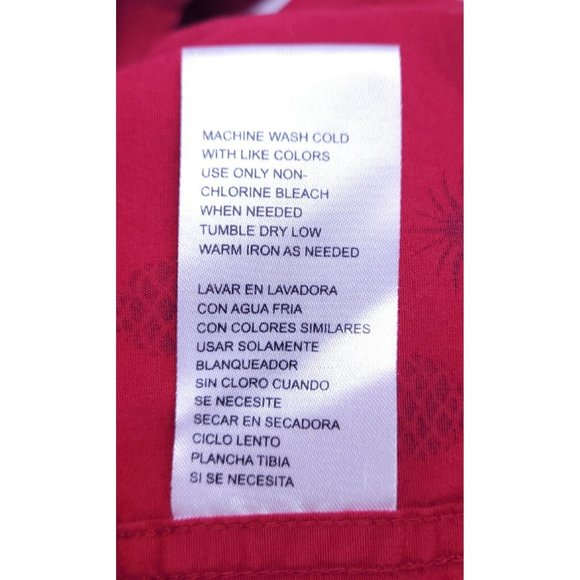 MACHINE WASH COLD
WITH LIKE COLORS
USE ONLY NON-
CHLORINE BLEACH
WHEN NEEDED
TUMBLE DRY LOW
WARM IRON AS NEEDED
LAVAR EN LAVADORA
CON AGUA FRIA
CON COLORES SIMILARES
USAR SOLAMENTE
BLANQUEADOR
SIN CLORO CUANDO
SE NECESITE
SECAR EN SECADORA
CICLO LENTO
PLANCHA TIBIA
SI SE NECESITA